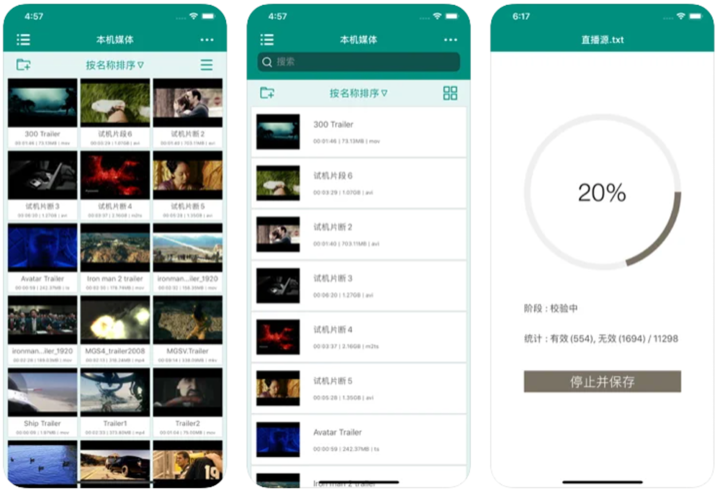 4:57
本机媒体
按名称排序▽
300 Trailer
00:01:46 | 73.13MB | mov
试机片段6
00:03:29 | 1.07GB | avi
试机片断2
00:01:40 | 703.11MB | avi
试机片断3
00:06:20 | 1.27GB | avi
试机片断4
00:03:37 | 2.16GB | m2ts
试机片断5
00:05:28 | 1.35GB | avi
Avatar Trailer
00:00:59 | 242.37MB | ts
Iron man 2 trailer
ironman...iler_1920
ironman...iler_1920
MGS4_trailer2008
MGSV.Trailer
Ship Trailer
Trailer1
Trailer2
4:57
本机媒体
搜索
按名称排序▽
300 Trailer
00:01:46 | 73.13MB | mov
试机片段6
00:03:29 | 1.07GB | avi
试机片断2
00:01:40 | 703.11MB | avi
试机片断3
00:06:20 | 1.27GB | avi
试机片断4
00:03:37 | 2.16GB | m2ts
试机片断5
00:05:28 | 1.35GB | avi
Avatar Trailer
00:00:59 | 242.37MB | ts
Iron man 2 trailer
6:17
直播源.txt
20%
阶段 : 校验中
统计 : 有效 (554), 无效 (1694) / 11298
停止并保存